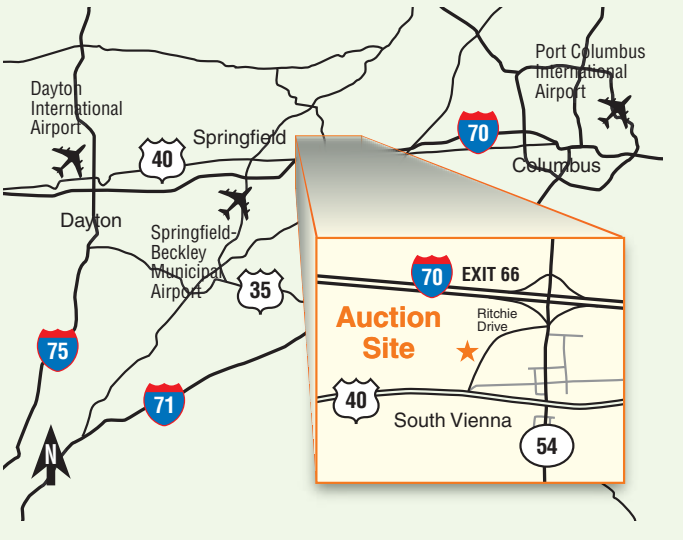 Port Columbus
International
Airport
Dayton
International
Airport
70
Springfield
40
Columbus
Dayton
Springfield-
Beckley
Municipal
Airport
35
70 EXIT 66
Ritchie
Drive
Auction
Site
75
71
40
South Vienna
54
N